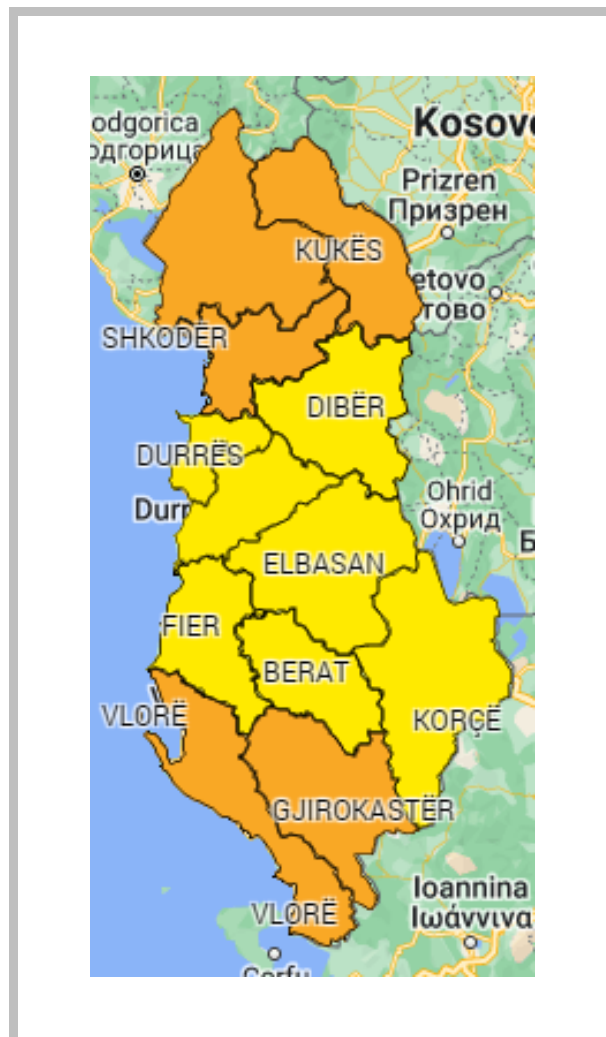 odgorica
одгорица
Kosov
Prizren
Призрен
KUKËS
etovo
тово
SHKODËR
DIBËR
DURRËS
Durr
Ohrid
Охрид
ELBASAN
FIER
BERAT
VLORË
KORÇË
GJIROKASTËR
Ioannina
Ιωάννινα
VLORË
Corfu